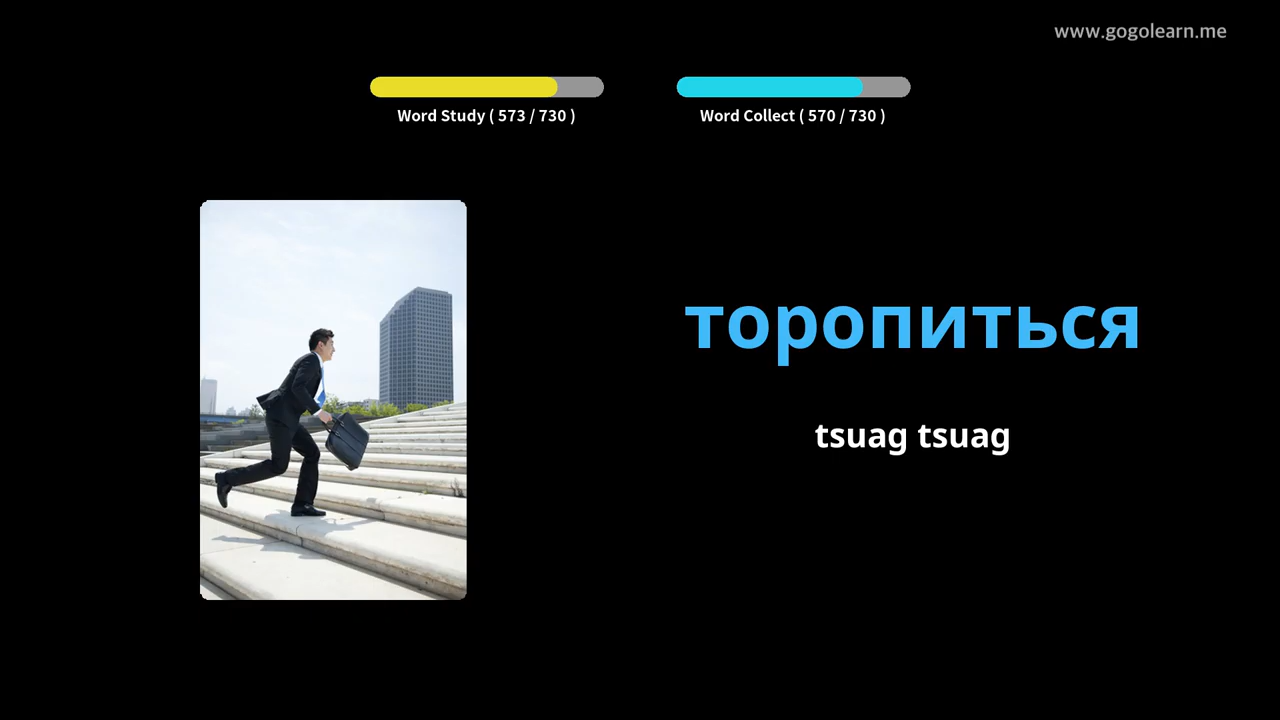 www.gogolearn.me
Word Study ( 573 / 730 )
Word Collect ( 570 / 730 )
торопиться
tsuag tsuag